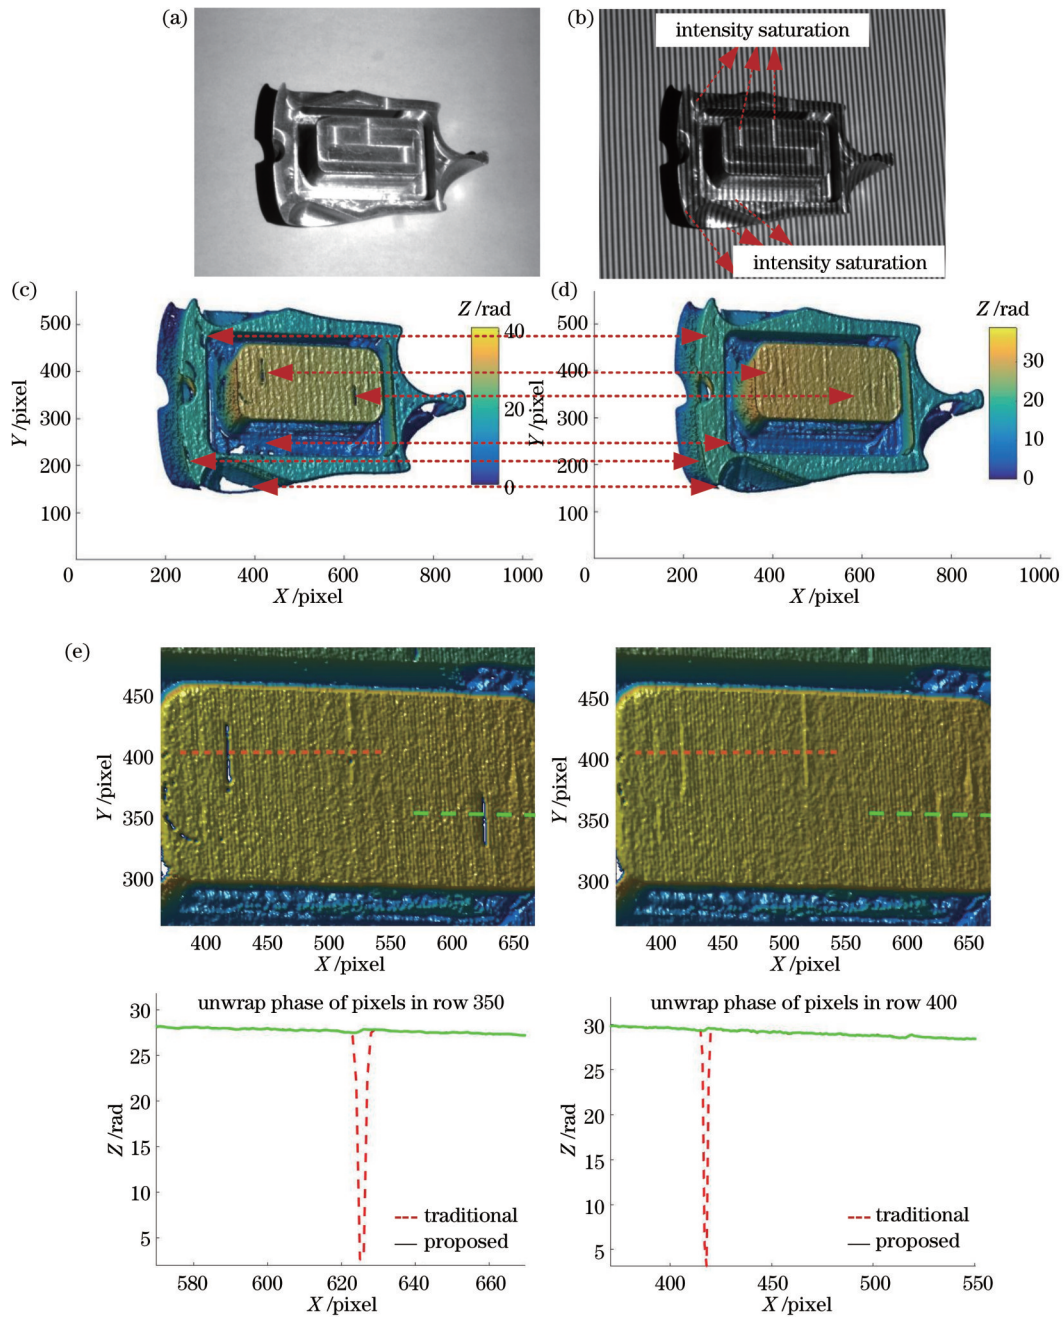 (a)
(b)
intensity saturation
intensity saturation
(c)
Z /rad
40
20
0
500
400
300
200
100
0
Y /pixel
200
400
600
800
1000
X /pixel
(d)
Z /rad
30
20
10
0
500
400
300
200
100
0
Y /pixel
200
400
600
800
1000
X /pixel
(e)
450
400
350
300
Y /pixel
400
450
500
550
600
650
X /pixel
450
400
350
300
Y /pixel
400
450
500
550
600
650
X /pixel
unwrap phase of pixels in row 350
30
25
20
15
10
5
Z /rad
traditional
proposed
580
600
620
640
660
X /pixel
unwrap phase of pixels in row 400
30
25
20
15
10
5
Z /rad
traditional
proposed
400
450
500
550
X /pixel